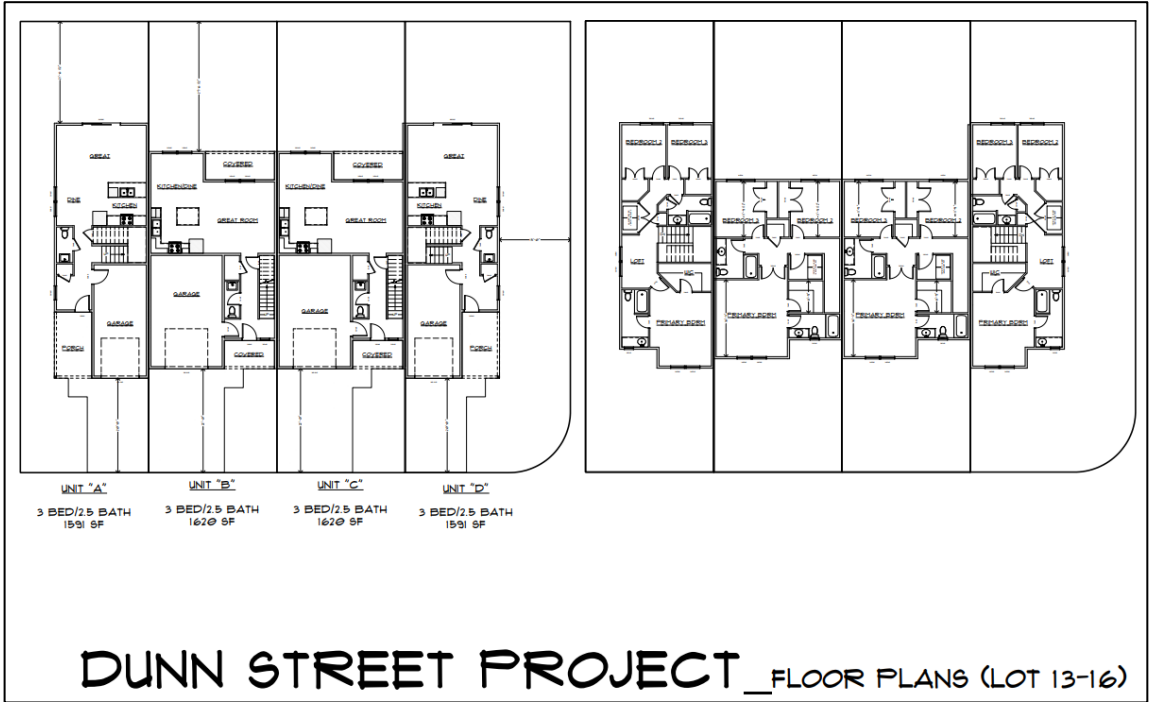 GREAT
DINE
KITCHEN
GARAGE
PORCH
COVERED
KITCHEN/DINE
GREAT ROOM
GARAGE
COVERED
COVERED
KITCHEN/DINE
GREAT ROOM
GARAGE
COVERED
GREAT
DINE
KITCHEN
GARAGE
PORCH
BEDROOM 2 BEDROOM 3
LOFT
WIC
PRIMARY BDRM
BEDROOM 3 BEDROOM 2
PRIMARY BDRM
BEDROOM 3 BEDROOM 2
PRIMARY BDRM
BEDROOM 3 BEDROOM 2
LOFT
WIC
PRIMARY BDRM
UNIT "A" UNIT "B" UNIT "C" UNIT "D"
3 BED/2.5 BATH 3 BED/2.5 BATH 3 BED/2.5 BATH 3 BED/2.5 BATH
1591 SF 1620 SF 1620 SF 1591 SF
DUNN STREET PROJECT_FLOOR PLANS (LOT 13-16)